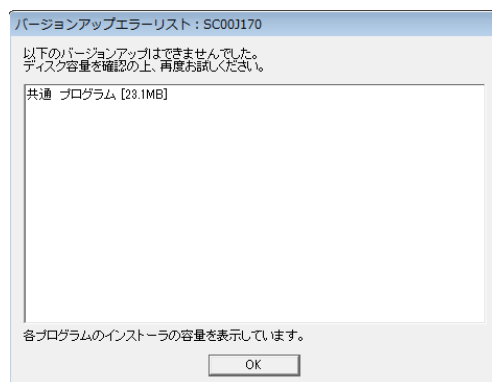 バージョンアップエラーリスト：SC00J170
以下のバージョンアップはできませんでした。
ディスク容量を確認の上、再度お試しください。
共通 プログラム [23.1MB]
各プログラムのインストーラの容量を表示しています。
OK